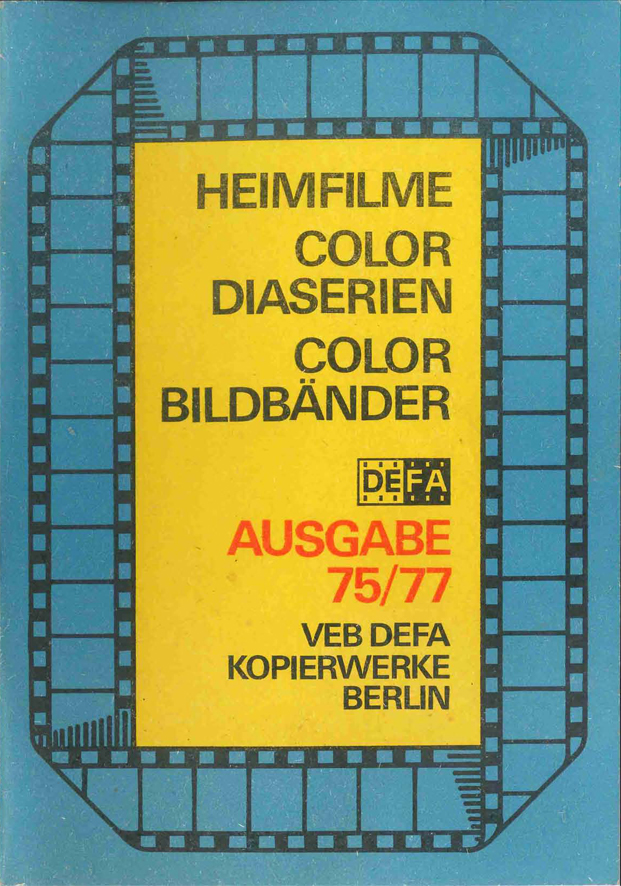 HEIMFILME
COLOR
DIASERIEN
COLOR
BILDBÄNDER
DEFA
AUSGABE
75/77
VEB DEFA
KOPIERWERKE
BERLIN